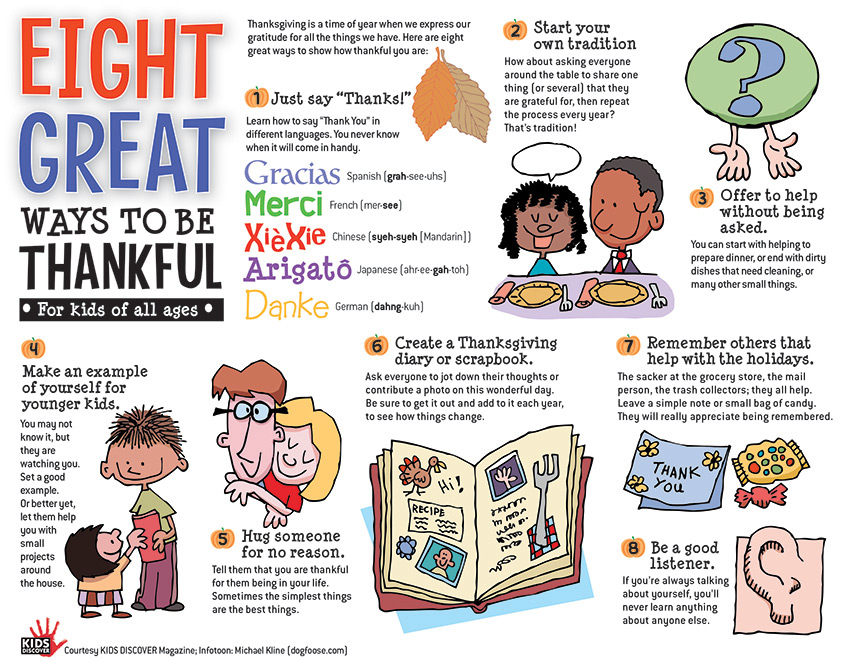 EIGHT
GREAT
WAYS TO BE
THANKFUL
• For kids of all ages •
Thanksgiving is a time of year when we express our
gratitude for all the things we have. Here are eight
great ways to show how thankful you are:
1 Just say “Thanks!”
Learn how to say “Thank You” in
different languages. You never know
when it will come in handy.
Gracias Spanish (grah-see-uhs)
Merci French (mer-see)
XièXie Chinese (syeh-syeh [Mandarin])
Arigatô Japanese (ahr-ee-gah-toh)
Danke German (dahng-kuh)
2 Start your
own tradition
How about asking everyone
around the table to share one
thing (or several) that they
are grateful for, then repeat
the process every year?
That’s tradition!
?
3 Offer to help
without being
asked.
You can start with helping to
prepare dinner, or end with dirty
dishes that need cleaning, or
many other small things.
4
Make an example
of yourself for
younger kids.
You may not
know it, but
they are
watching you.
Set a good
example.
Or better yet,
let them help
you with
small
projects
around
the house.
5 Hug someone
for no reason.
Tell them that you are thankful
for them being in your life.
Sometimes the simplest things
are the best things.
6 Create a Thanksgiving
diary or scrapbook.
Ask everyone to jot down their thoughts or
contribute a photo on this wonderful day.
Be sure to get it out and add to it each year,
to see how things change.
Hi!
RECIPE
7 Remember others that
help with the holidays.
The sacker at the grocery store, the mail
person, the trash collectors; they all help.
Leave a simple note or small bag of candy.
They will really appreciate being remembered.
THANK
YOU
8 Be a good
listener.
If you’re always talking
about yourself, you’ll
never learn anything
about anyone else.
KIDS
DISCOVER
Courtesy KIDS DISCOVER Magazine; Infotoon: Michael Kline (dogfoose.com)